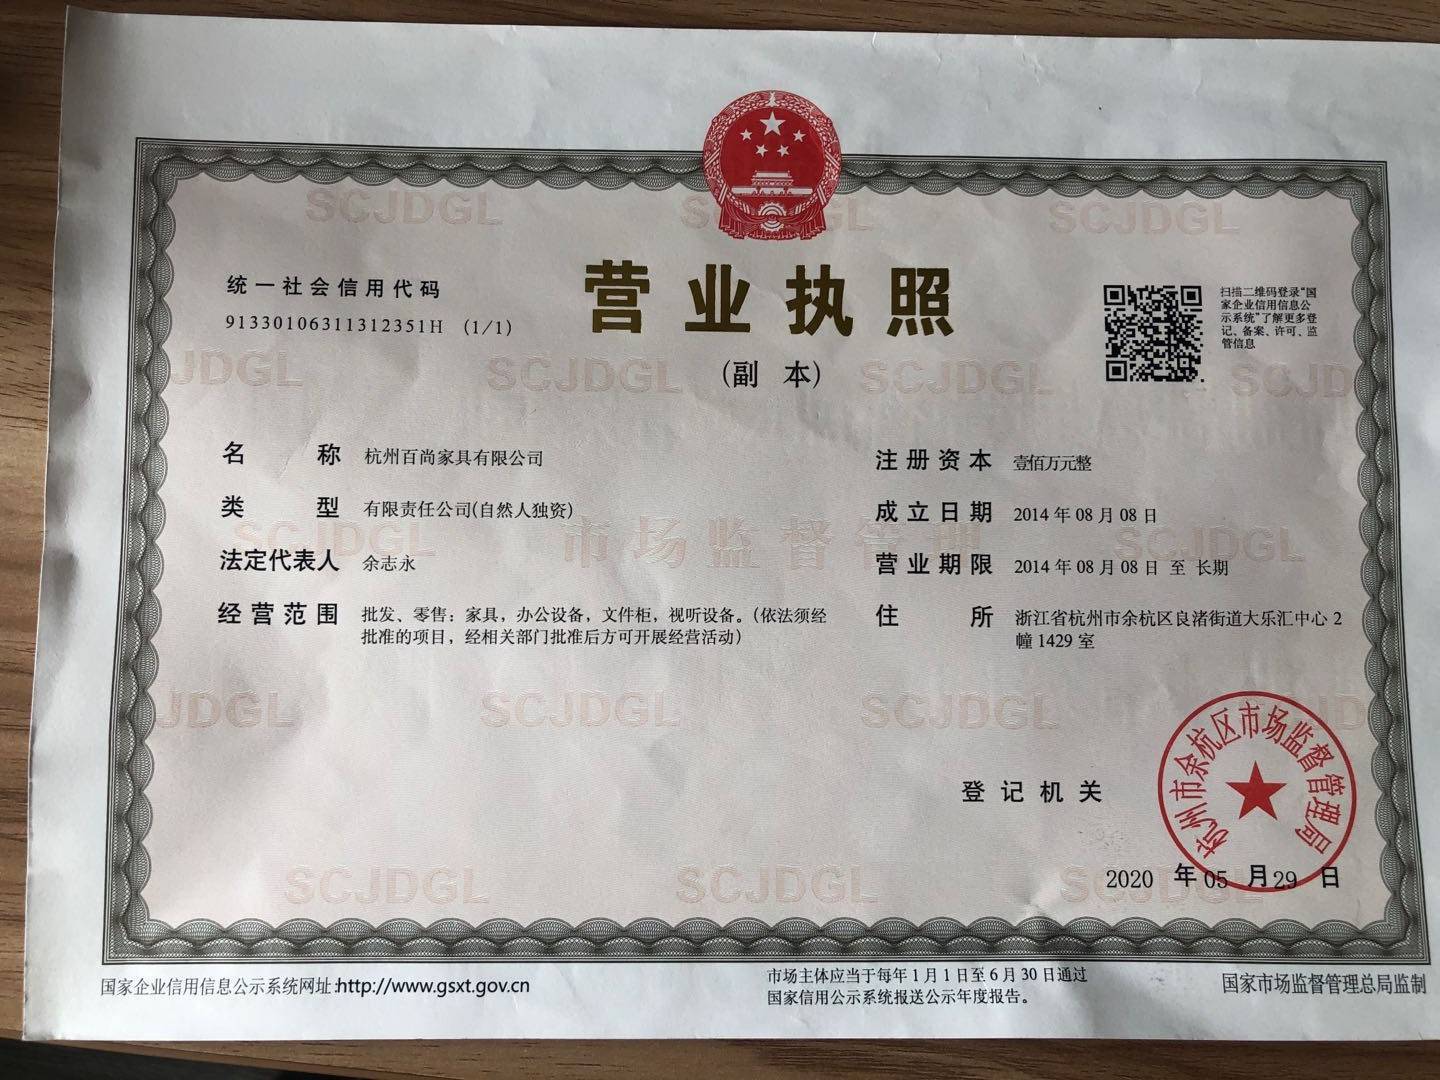 统一社会信用代码
91330106311312351H (1/1)
营业执照
(副 本)
扫描二维码登录“国
家企业信用信息公
示系统”了解更多登
记、备案、许可、监
管信息
名称 杭州百尚家具有限公司
类型 有限责任公司(自然人独资)
法定代表人 余志永
经营范围 批发、零售：家具，办公设备，文件柜，视听设备。(依法须经
批准的项目，经相关部门批准后方可开展经营活动)
注册资本 壹佰万元整
成立日期 2014年08月08日
营业期限 2014年08月08日 至 长期
住所 浙江省杭州市余杭区良渚街道大乐汇中心2
幢1429室
登记机关
杭州市余杭区市场监督管理局
2020 年 05 月 29 日
国家企业信用信息公示系统网址:http://www.gsxt.gov.cn
市场主体应当于每年1月1日至6月30日通过
国家信用公示系统报送公示年度报告。
国家市场监督管理总局监制
SCJDGL
市场监督管理